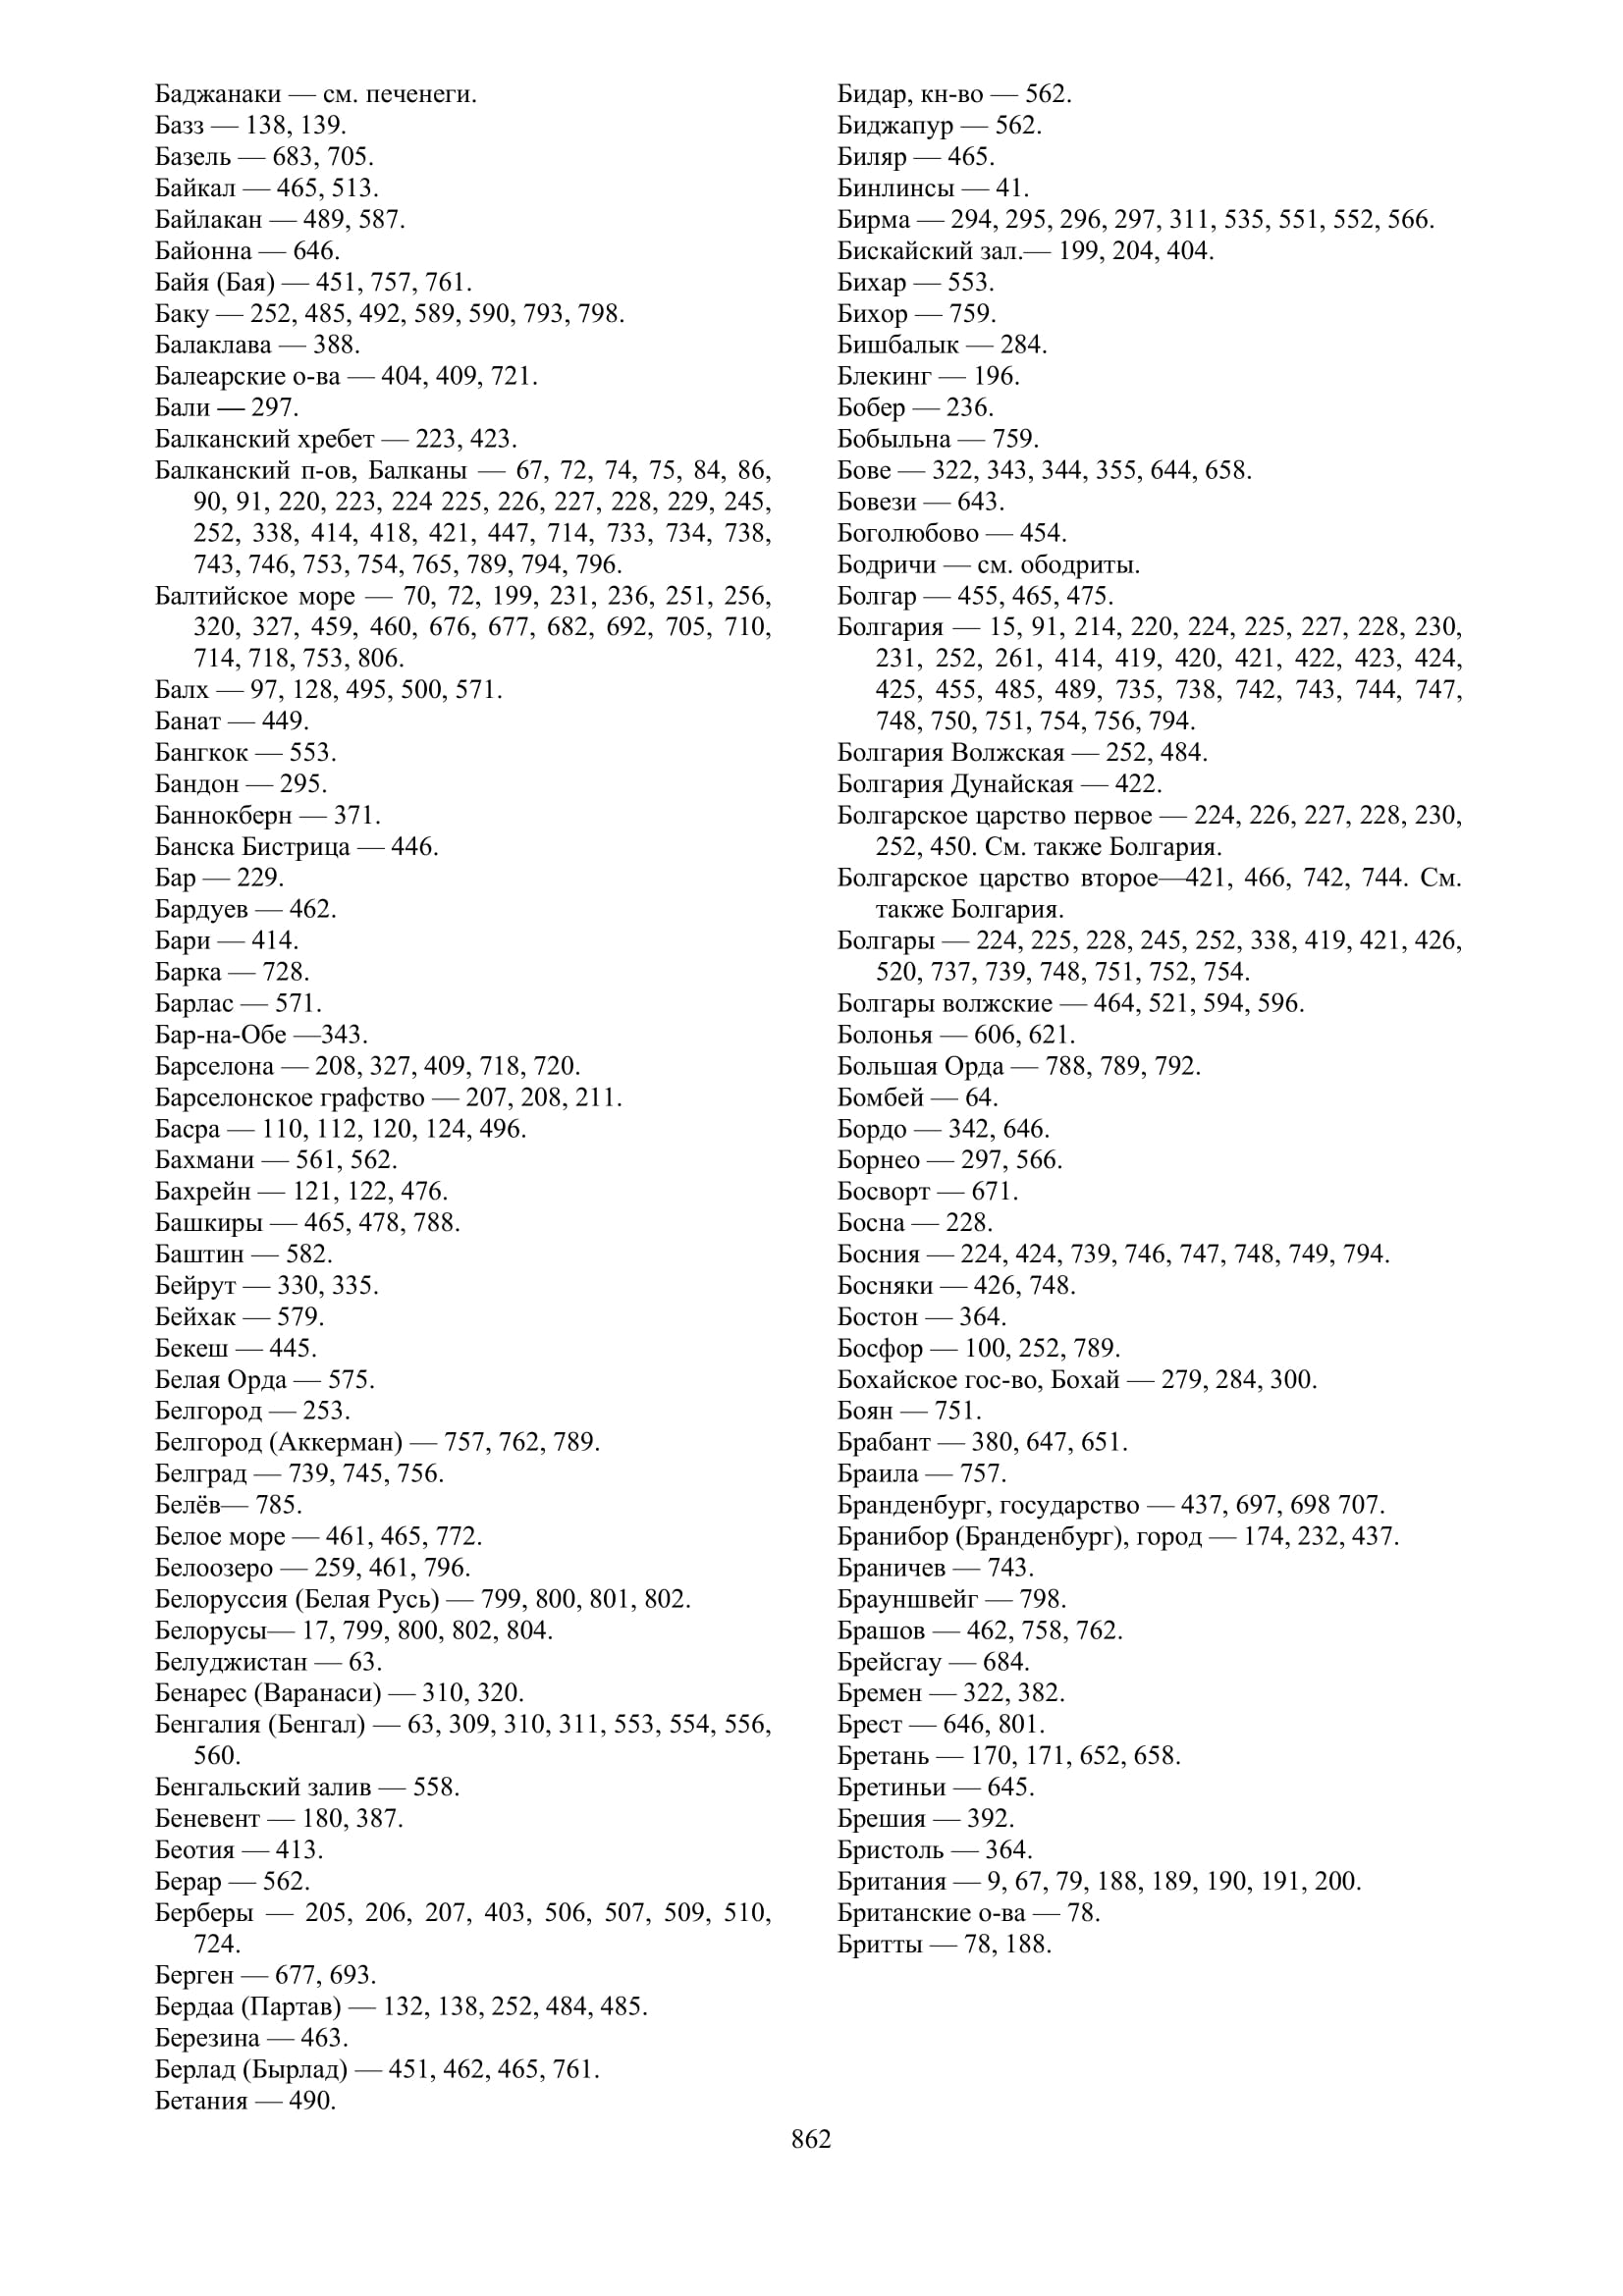 Баджанаки — см. печенеги.
Базз — 138, 139.
Базель — 683, 705.
Байкал — 465, 513.
Байлакан — 489, 587.
Байонна — 646.
Байя (Бая) — 451, 757, 761.
Баку — 252, 485, 492, 589, 590, 793, 798.
Балаклава — 388.
Балеарские о-ва — 404, 409, 721.
Бали — 297.
Балканский хребет — 223, 423.
Балканский п-ов, Балканы — 67, 72, 74, 75, 84, 86,
90, 91, 220, 223, 224 225, 226, 227, 228, 229, 245,
252, 338, 414, 418, 421, 447, 714, 733, 734, 738,
743, 746, 753, 754, 765, 789, 794, 796.
Балтийское море — 70, 72, 199, 231, 236, 251, 256,
320, 327, 459, 460, 676, 677, 682, 692, 705, 710,
714, 718, 753, 806.
Балх — 97, 128, 495, 500, 571.
Банат — 449.
Бангкок — 553.
Бандон — 295.
Баннокберн — 371.
Банска Бистрица — 446.
Бар — 229.
Бардуев — 462.
Бари — 414.
Барка — 728.
Барлас — 571.
Бар-на-Обе —343.
Барселона — 208, 327, 409, 718, 720.
Барселонское графство — 207, 208, 211.
Басра — 110, 112, 120, 124, 496.
Бахмани — 561, 562.
Бахрейн — 121, 122, 476.
Башкиры — 465, 478, 788.
Баштин — 582.
Бейрут — 330, 335.
Бейхак — 579.
Бекеш — 445.
Белая Орда — 575.
Белгород — 253.
Белгород (Аккерман) — 757, 762, 789.
Белград — 739, 745, 756.
Белёв— 785.
Белое море — 461, 465, 772.
Белоозеро — 259, 461, 796.
Белоруссия (Белая Русь) — 799, 800, 801, 802.
Белорусы— 17, 799, 800, 802, 804.
Белуджистан — 63.
Бенарес (Варанаси) — 310, 320.
Бенгалия (Бенгал) — 63, 309, 310, 311, 553, 554, 556,
560.
Бенгальский залив — 558.
Беневент — 180, 387.
Беотия — 413.
Берар — 562.
Берберы — 205, 206, 207, 403, 506, 507, 509, 510,
724.
Берген — 677, 693.
Бердаа (Партав) — 132, 138, 252, 484, 485.
Березина — 463.
Берлад (Бырлад) — 451, 462, 465, 761.
Бетания — 490.
Бидар, кн-во — 562.
Биджапур — 562.
Биляр — 465.
Бинлинсы — 41.
Бирма — 294, 295, 296, 297, 311, 535, 551, 552, 566.
Бискайский зал.— 199, 204, 404.
Бихар — 553.
Бихор — 759.
Бишбалык — 284.
Блекинг — 196.
Бобер — 236.
Бобыльна — 759.
Бове — 322, 343, 344, 355, 644, 658.
Бовези — 643.
Боголюбово — 454.
Бодричи — см. ободриты.
Болгар — 455, 465, 475.
Болгария — 15, 91, 214, 220, 224, 225, 227, 228, 230,
231, 252, 261, 414, 419, 420, 421, 422, 423, 424,
425, 455, 485, 489, 735, 738, 742, 743, 744, 747,
748, 750, 751, 754, 756, 794.
Болгария Волжская — 252, 484.
Болгария Дунайская — 422.
Болгарское царство первое — 224, 226, 227, 228, 230,
252, 450. См. также Болгария.
Болгарское царство второе—421, 466, 742, 744. См.
также Болгария.
Болгары — 224, 225, 228, 245, 252, 338, 419, 421, 426,
520, 737, 739, 748, 751, 752, 754.
Болгары волжские — 464, 521, 594, 596.
Болонья — 606, 621.
Большая Орда — 788, 789, 792.
Бомбей — 64.
Бордо — 342, 646.
Борнео — 297, 566.
Босворт — 671.
Босна — 228.
Босния — 224, 424, 739, 746, 747, 748, 749, 794.
Босняки — 426, 748.
Бостон — 364.
Босфор — 100, 252, 789.
Бохайское гос-во, Бохай — 279, 284, 300.
Боян — 751.
Брабант — 380, 647, 651.
Браила — 757.
Бранденбург, государство — 437, 697, 698 707.
Бранибор (Бранденбург), город — 174, 232, 437.
Браничев — 743.
Брауншвейг — 798.
Брашов — 462, 758, 762.
Брейсгау — 684.
Бремен — 322, 382.
Брест — 646, 801.
Бретань — 170, 171, 652, 658.
Бретиньи — 645.
Брешия — 392.
Бристоль — 364.
Британия — 9, 67, 79, 188, 189, 190, 191, 200.
Британские о-ва — 78.
Бритты — 78, 188.
862